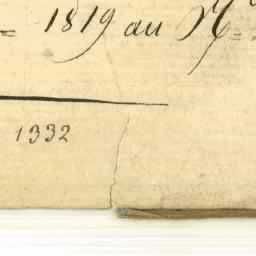 = 1819 au N=
1332